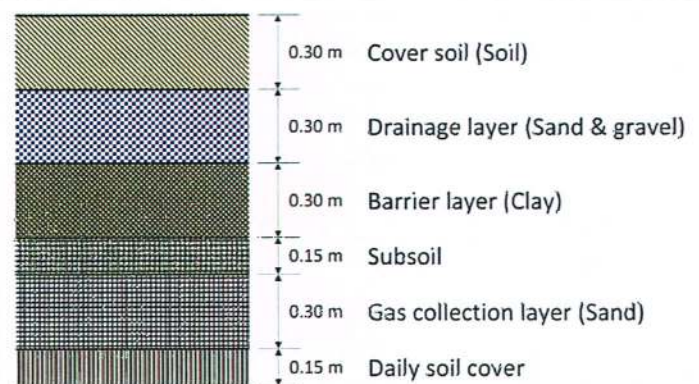 0.30 m Cover soil (Soil)
0.30 m Drainage layer (Sand & gravel)
0.30 m Barrier layer (Clay)
0.15 m Subsoil
0.30 m Gas collection layer (Sand)
0.15 m Daily soil cover